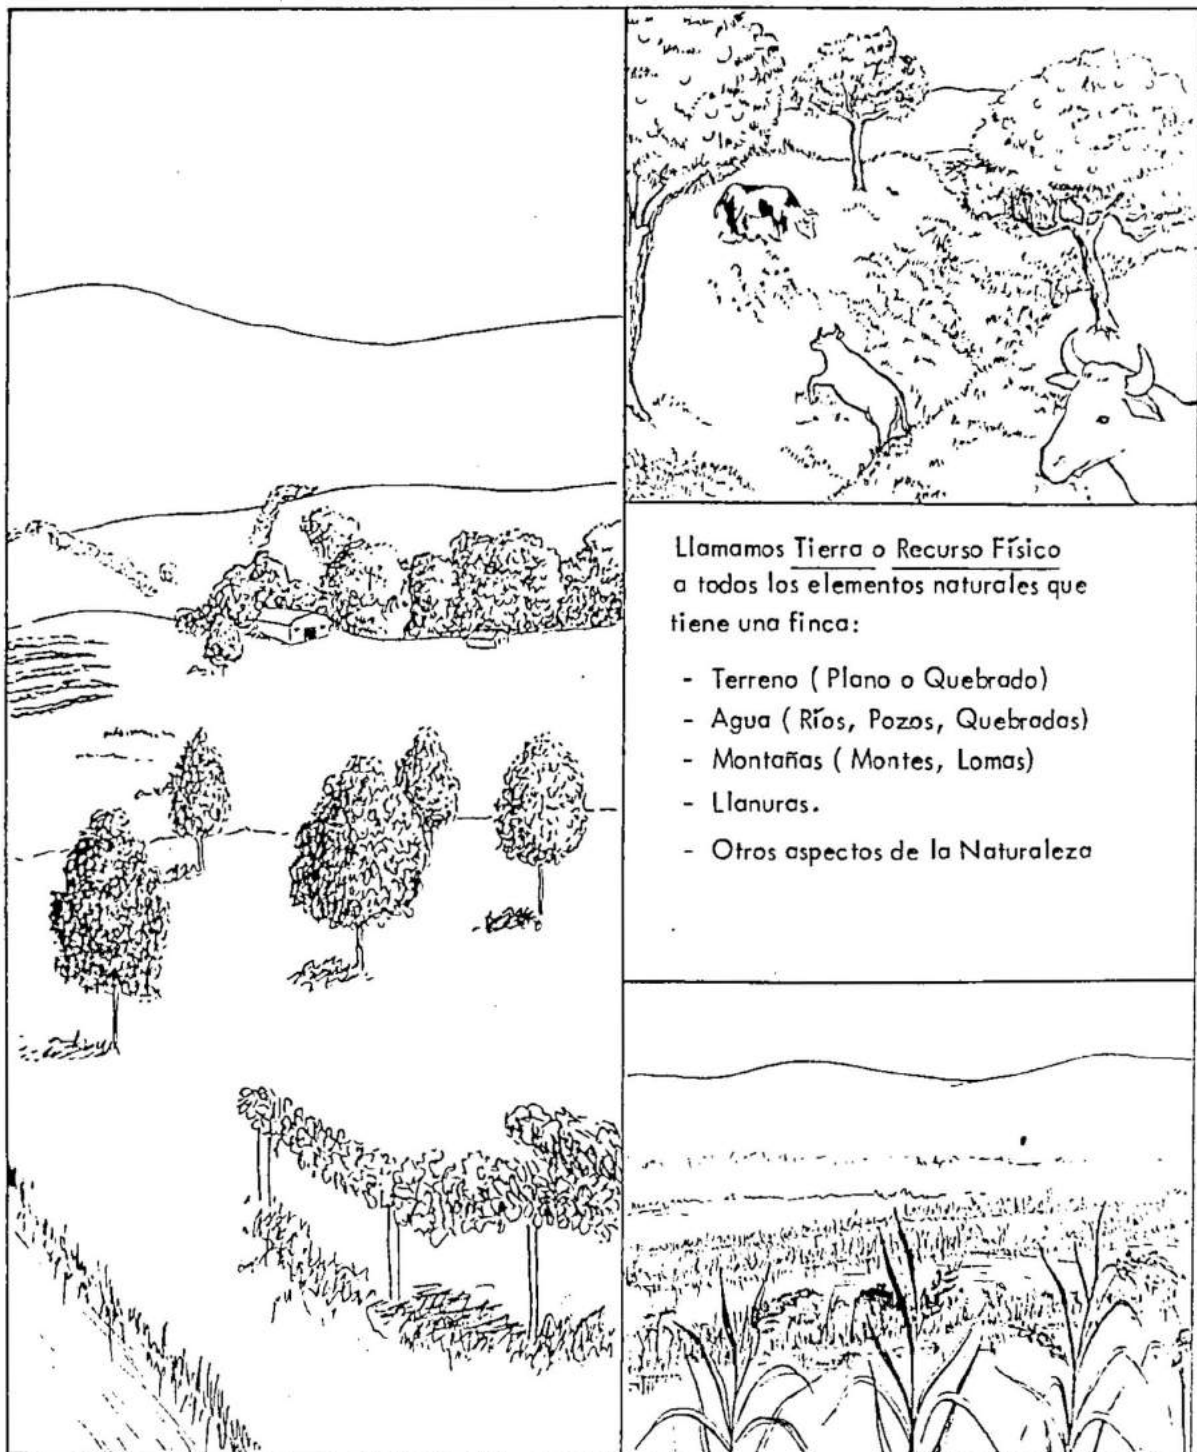 Llamamos Tierra o Recurso Físico
a todos los elementos naturales que
tiene una finca:
- Terreno ( Plano o Quebrado)
- Agua ( Ríos, Pozos, Quebradas)
- Montañas ( Montes, Lomas)
- Llanuras.
- Otros aspectos de la Naturaleza